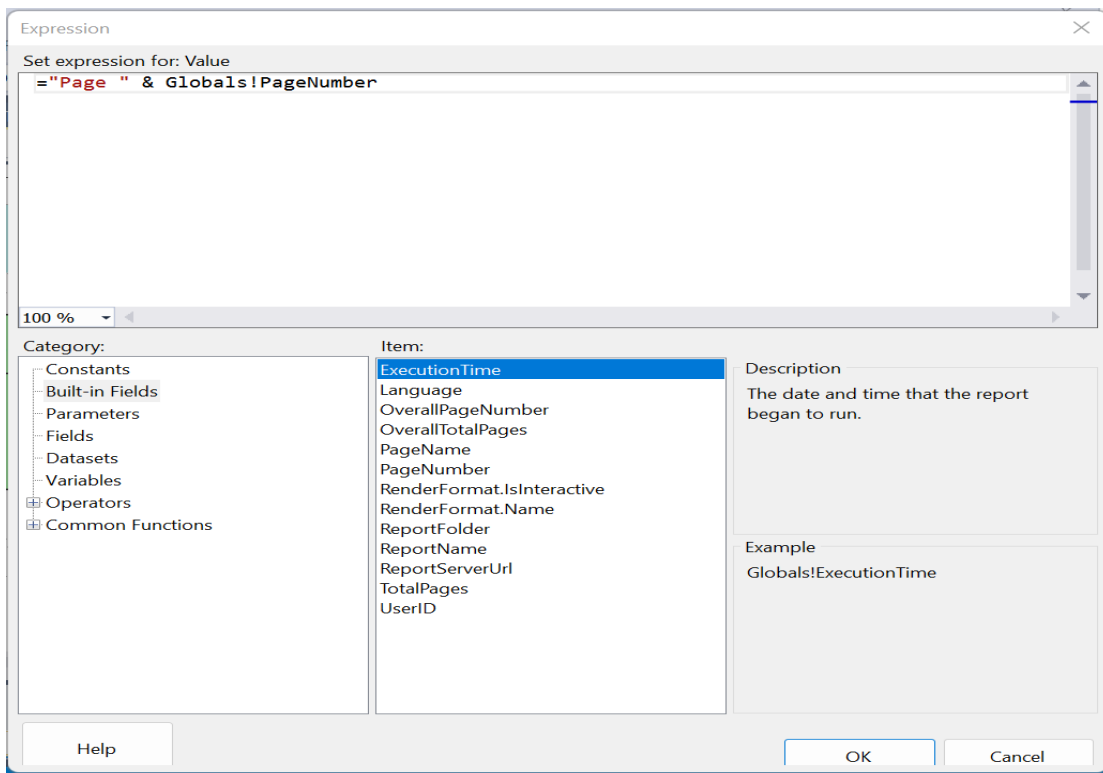 Expression
Set expression for: Value
="Page " & Globals!PageNumber
100 %
Category:
Constants
Built-in Fields
Parameters
Fields
Datasets
Variables
Operators
Common Functions
Item:
ExecutionTime
Language
OverallPageNumber
OverallTotalPages
PageName
PageNumber
RenderFormat.IsInteractive
RenderFormat.Name
ReportFolder
ReportName
ReportServerUrl
TotalPages
UserID
Description
The date and time that the report
began to run.
Example
Globals!ExecutionTime
Help
OK
Cancel